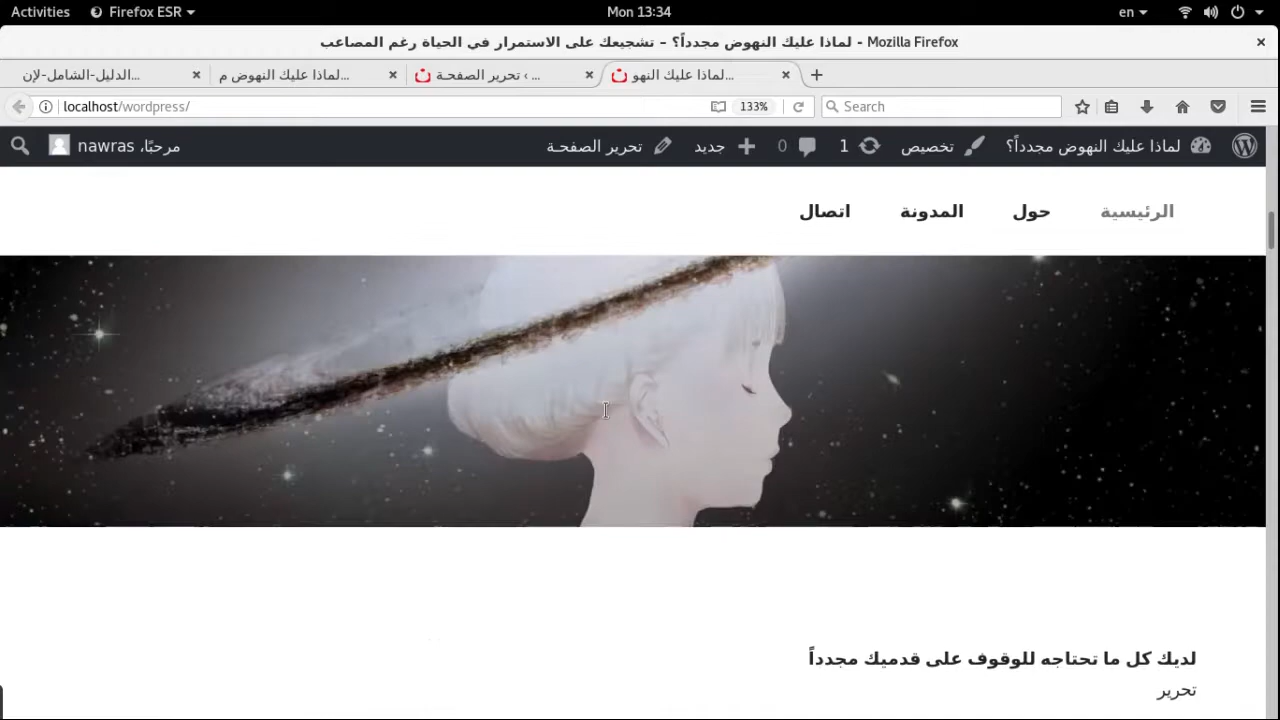 Activities Firefox ESR Mon 13:34 en
لماذا عليك النهوض مجدداً؟ – تشجيعك على الاستمرار في الحياة رغم المصاعب - Mozilla Firefox
الدليل-الشامل-لإن...
لماذا عليك النهوض م...
‹ تحرير الصفحـة ...
لماذا عليك النهو...
localhost/wordpress/ 133% Search
لماذا عليك النهوض مجدداً؟ تخصيص 1 0 جديد تحرير الصفحـة مرحبًا، nawras
الرئيسية حول المدونة اتصال
لديك كل ما تحتاجه للوقوف على قدميك مجدداً
تحرير